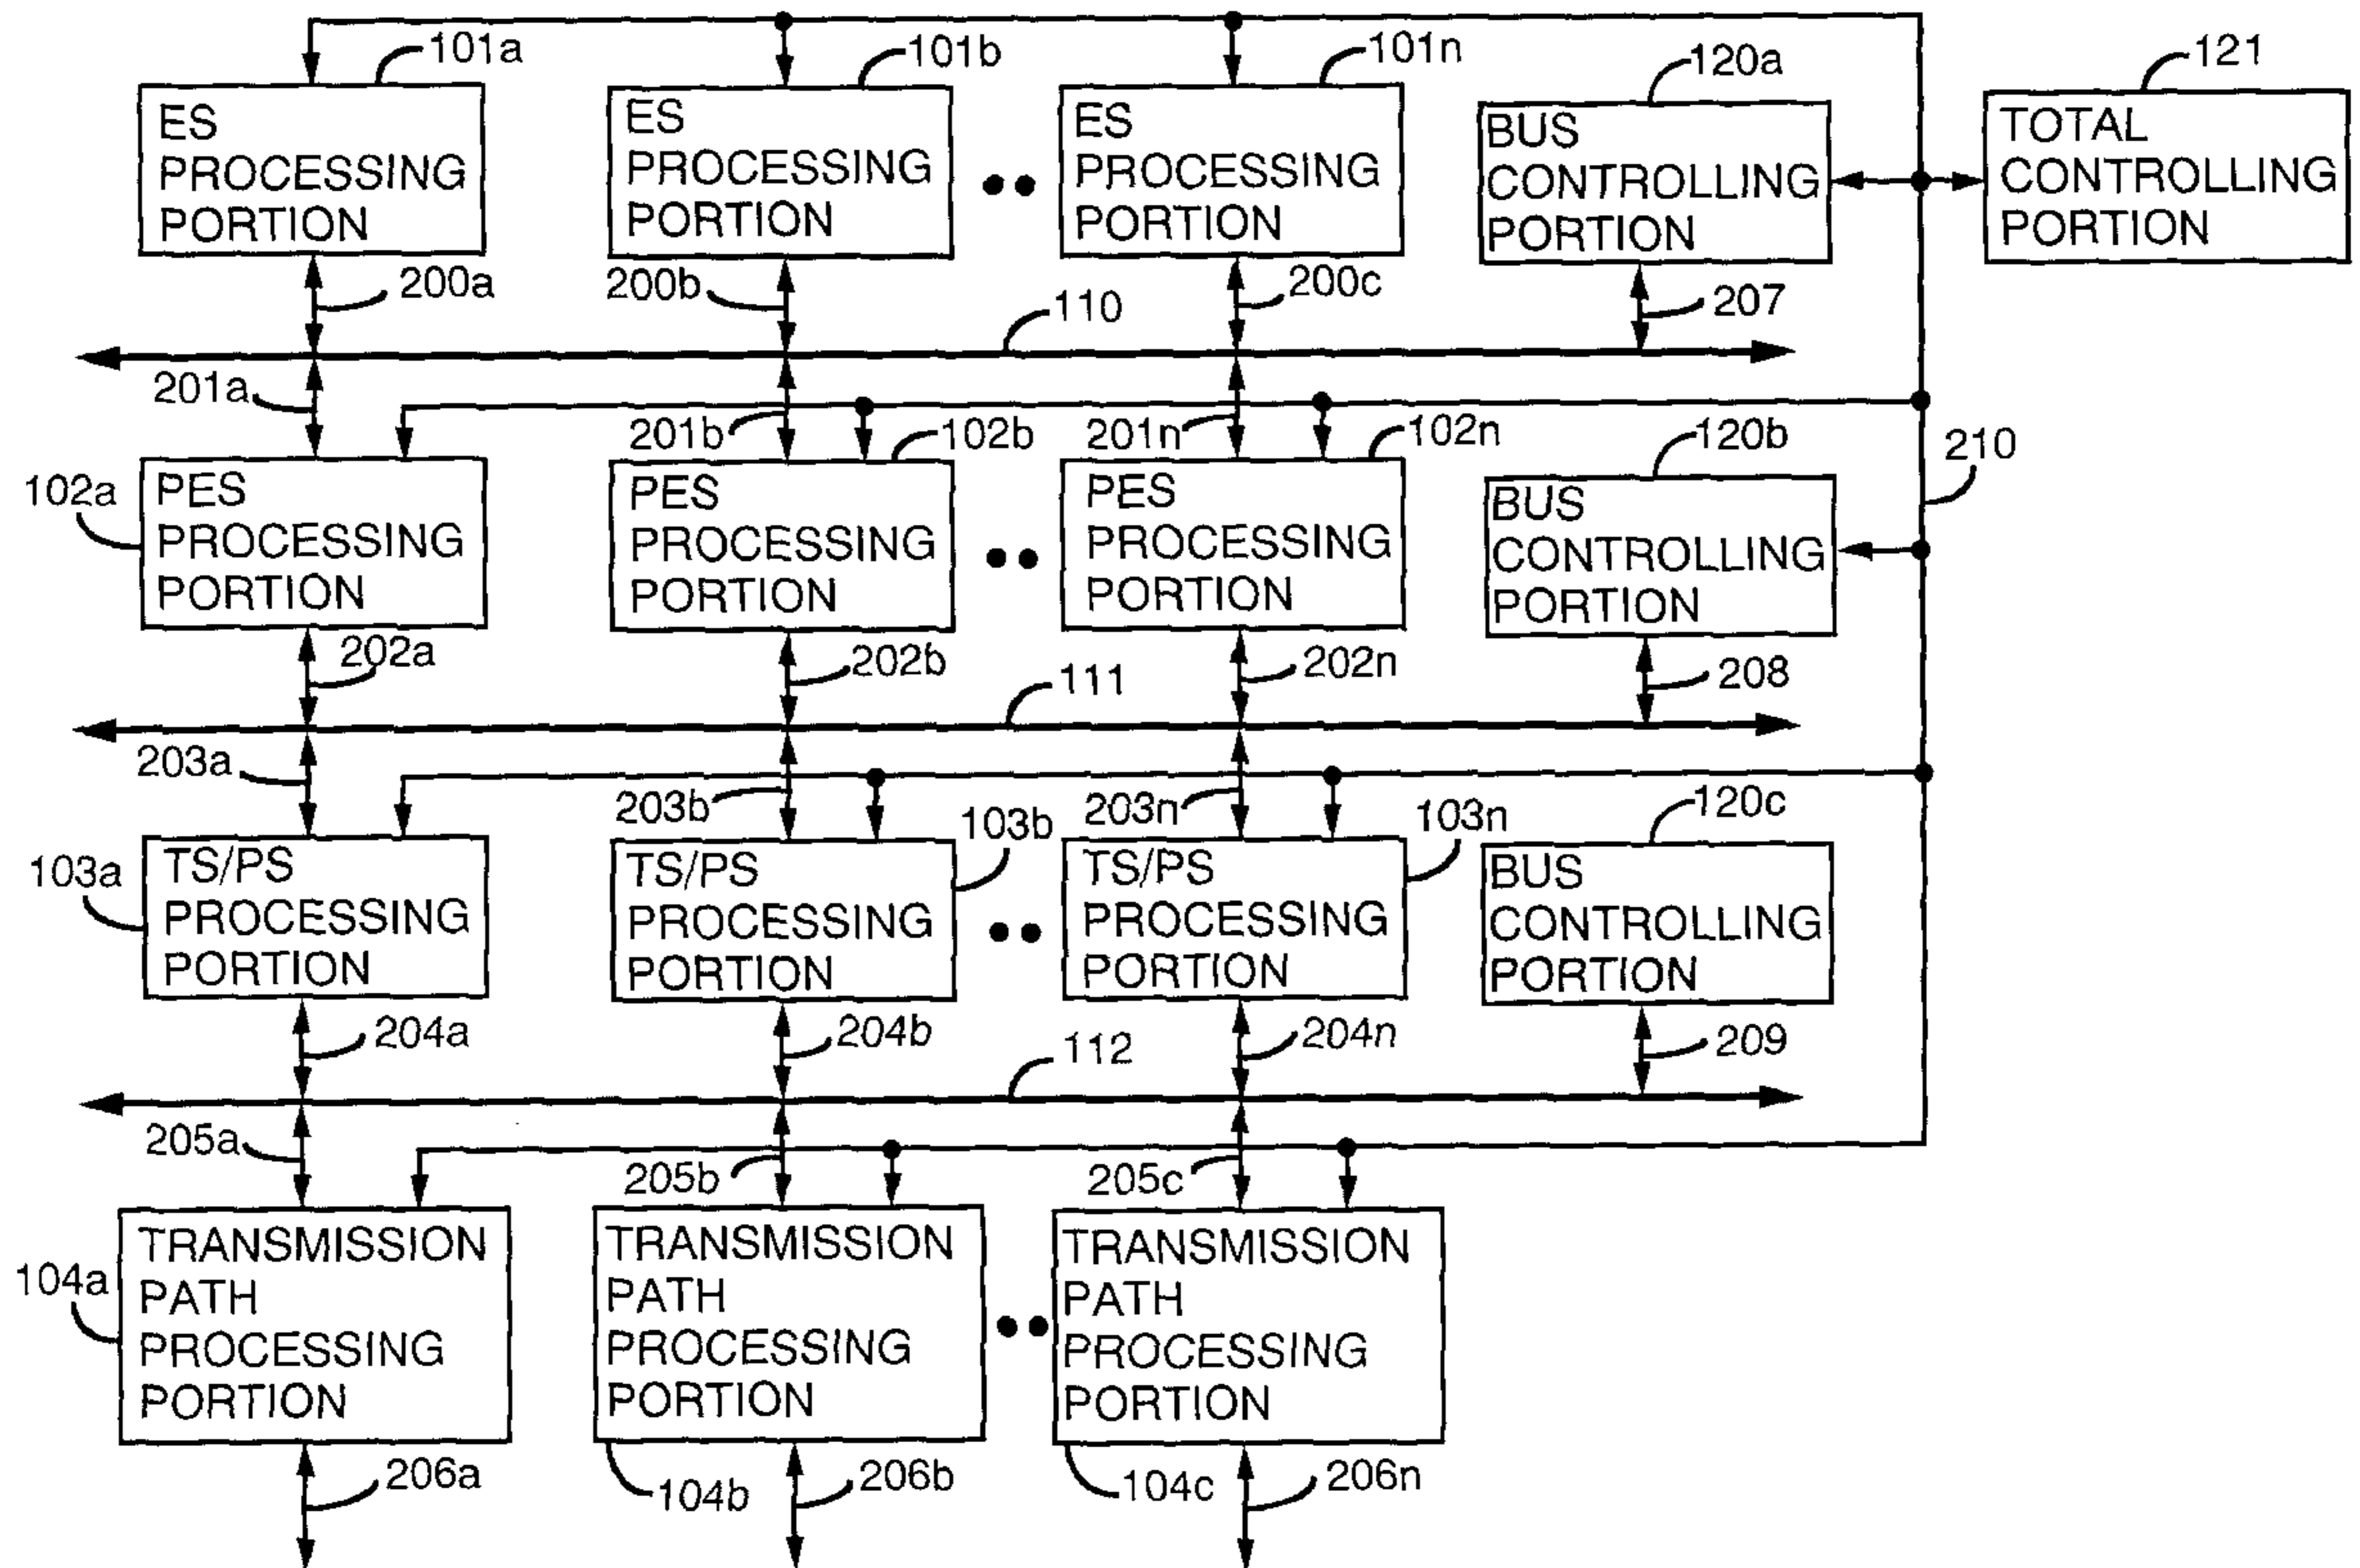 101a
101b
101n
120a
121
ES
PROCESSING
PORTION
ES
PROCESSING
PORTION
ES
PROCESSING
PORTION
BUS
CONTROLLING
PORTION
TOTAL
CONTROLLING
PORTION
200a
200b
200c
207
110
201a
201b
201n
102b
102n
120b
210
102a
PES
PROCESSING
PORTION
PES
PROCESSING
PORTION
PES
PROCESSING
PORTION
BUS
CONTROLLING
PORTION
202a
202b
202n
208
111
203a
203b
203n
103b
103n
120c
103a
TS/PS
PROCESSING
PORTION
TS/PS
PROCESSING
PORTION
TS/PS
PROCESSING
PORTION
BUS
CONTROLLING
PORTION
204a
204b
204n
209
112
205a
205b
205c
104a
TRANSMISSION
PATH
PROCESSING
PORTION
TRANSMISSION
PATH
PROCESSING
PORTION
TRANSMISSION
PATH
PROCESSING
PORTION
206a
104b
206b
104c
206n